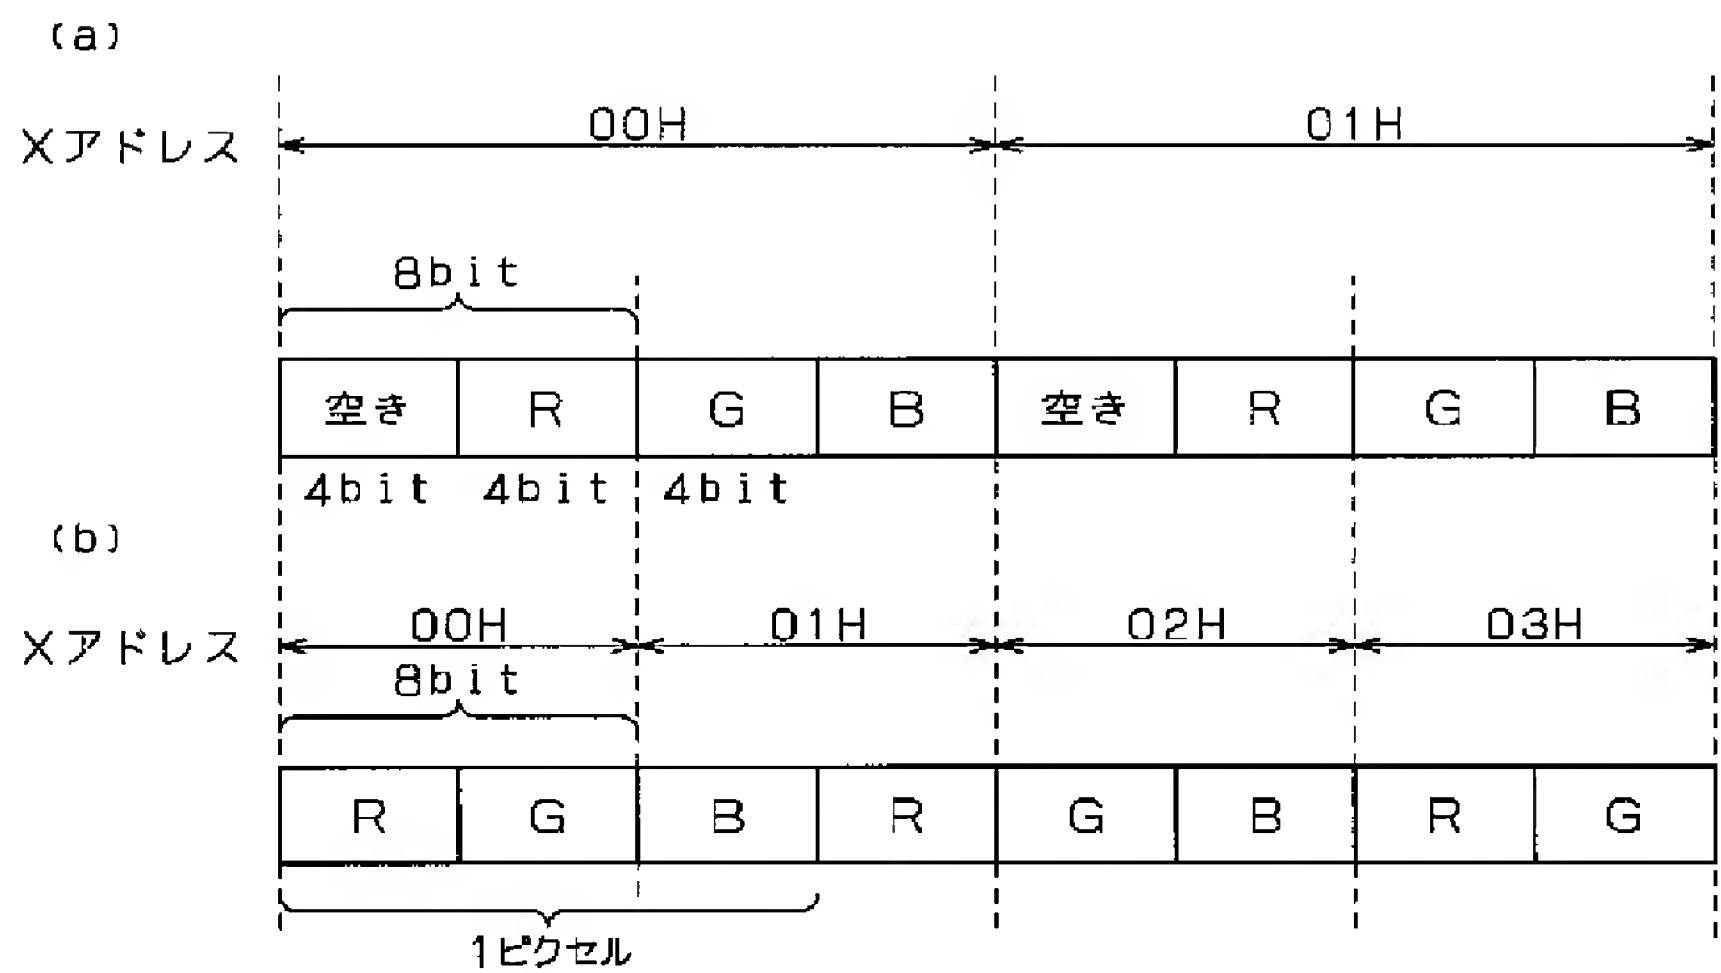 (a)
Xアドレス 00H 01H
8bit
空き R G B 空き R G B
4bit 4bit 4bit
(b)
Xアドレス 00H 01H 02H 03H
8bit
R G B R G B R G
1ピクセル